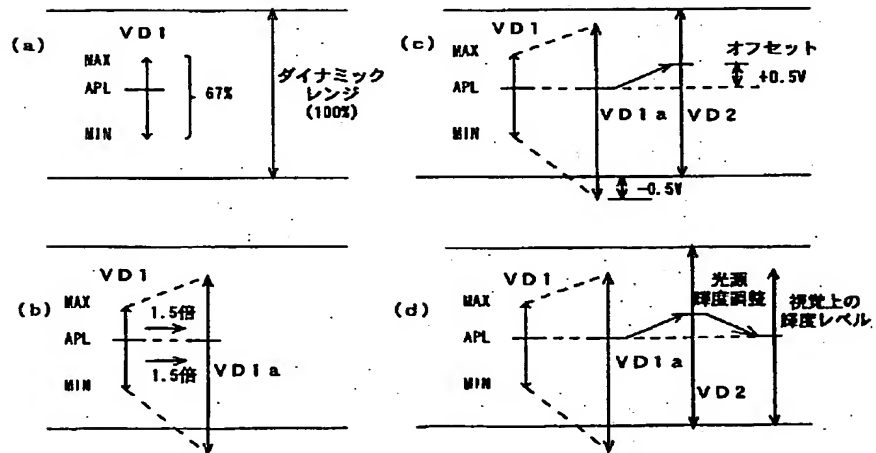 (a)
VD1
MAX
APL
MIN
67%
ダイナミック
レンジ
(100%)
(b)
VD1
MAX
APL
MIN
1.5倍
1.5倍
VD1a
(c)
VD1
MAX
APL
MIN
VD1a
VD2
オフセット
+0.5V
-0.5V
(d)
VD1
MAX
APL
MIN
VD1a
VD2
光源
輝度調整
視覚上の
輝度レベル